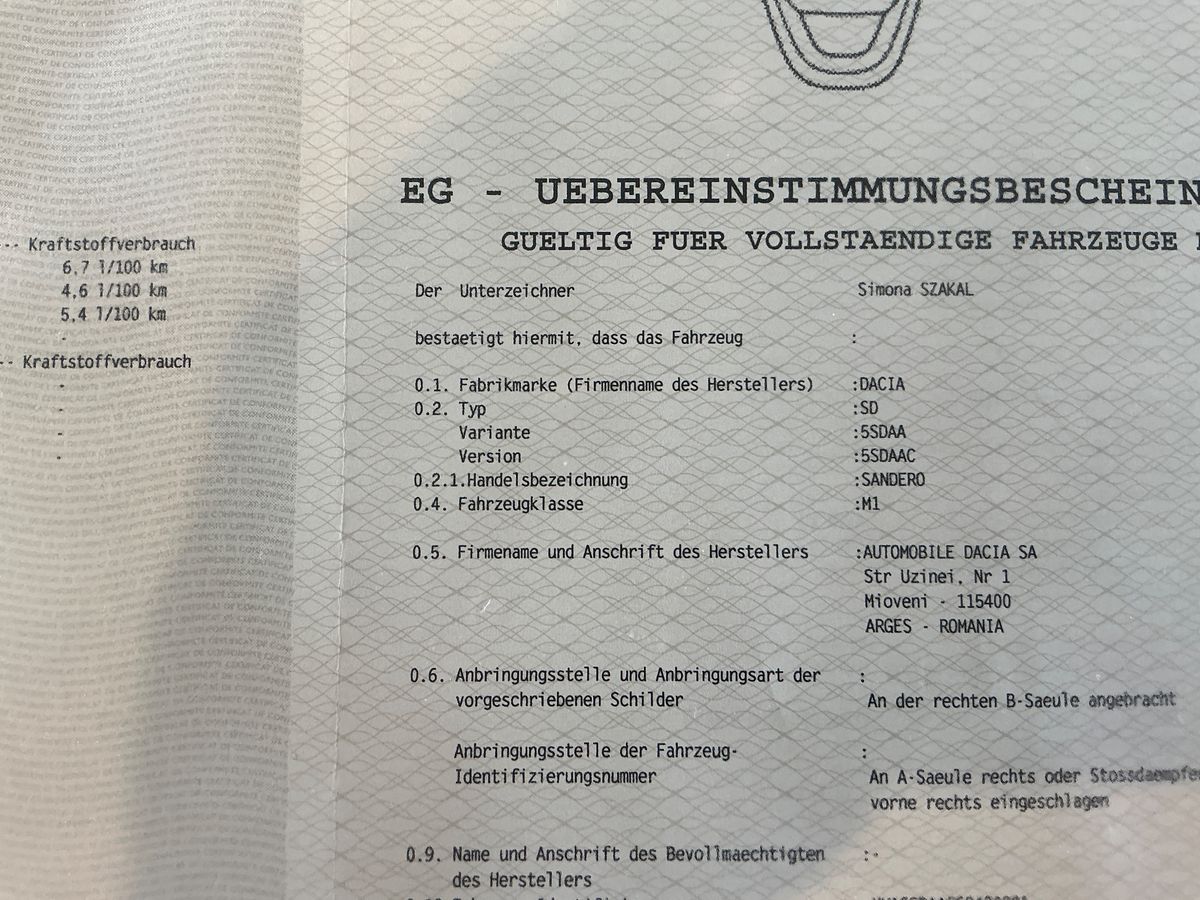 -- Kraftstoffverbrauch
6,7 l/100 km
4,6 l/100 km
5,4 l/100 km
-
-- Kraftstoffverbrauch
-
-
-
-
EG - UEBEREINSTIMMUNGSBESCHEIN
GUELTIG FUER VOLLSTAENDIGE FAHRZEUGE
Der Unterzeichner Simona SZAKAL
bestaetigt hiermit, dass das Fahrzeug :
0.1. Fabrikmarke (Firmenname des Herstellers) :DACIA
0.2. Typ :SD
Variante :5SDAA
Version :5SDAAC
0.2.1.Handelsbezeichnung :SANDERO
0.4. Fahrzeugklasse :M1
0.5. Firmename und Anschrift des Herstellers :AUTOMOBILE DACIA SA
Str Uzinei, Nr 1
Mioveni - 115400
ARGES - ROMANIA
0.6. Anbringungsstelle und Anbringungsart der :
vorgeschriebenen Schilder An der rechten B-Saeule angebracht
Anbringungsstelle der Fahrzeug- :
Identifizierungsnummer An A-Saeule rechts oder Stossdaempfe
vorne rechts eingeschlagen
0.9. Name und Anschrift des Bevollmaechtigten :-
des Herstellers